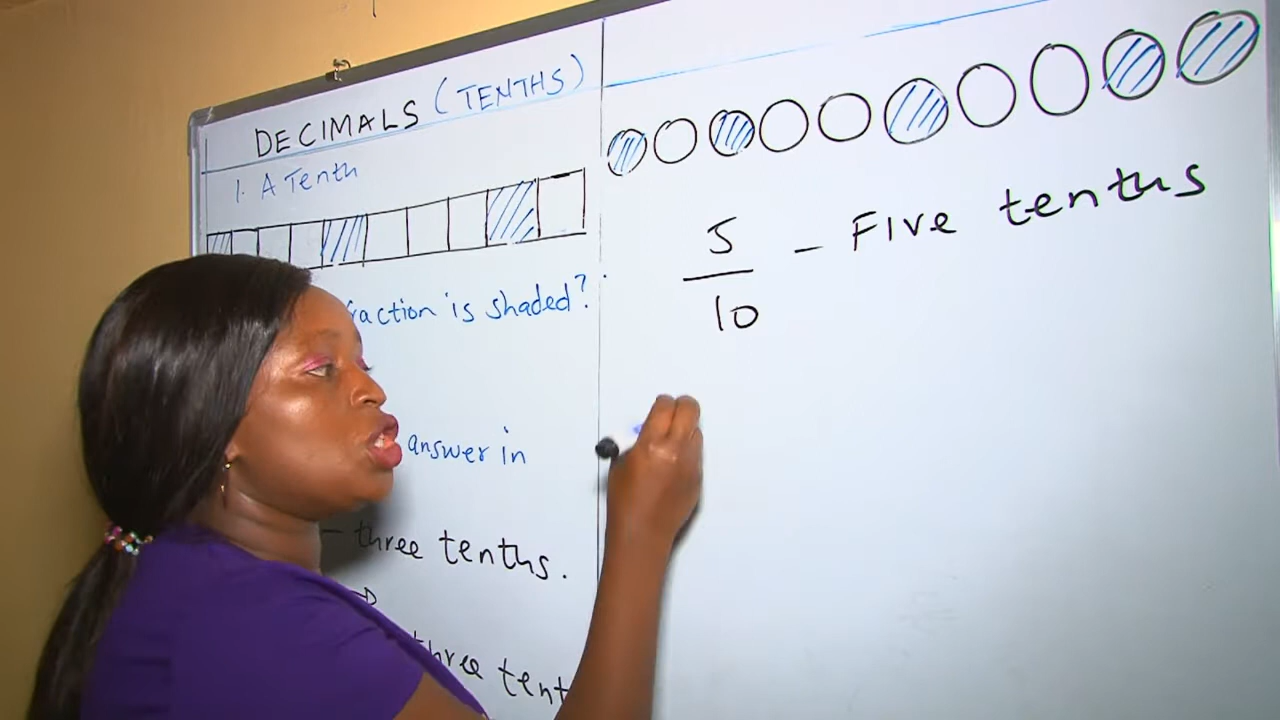 DECIMALS (TENTHS)
1. A Tenth
fraction is shaded?
answer in
- three tenths.
three tent
5
10
- Five tenths